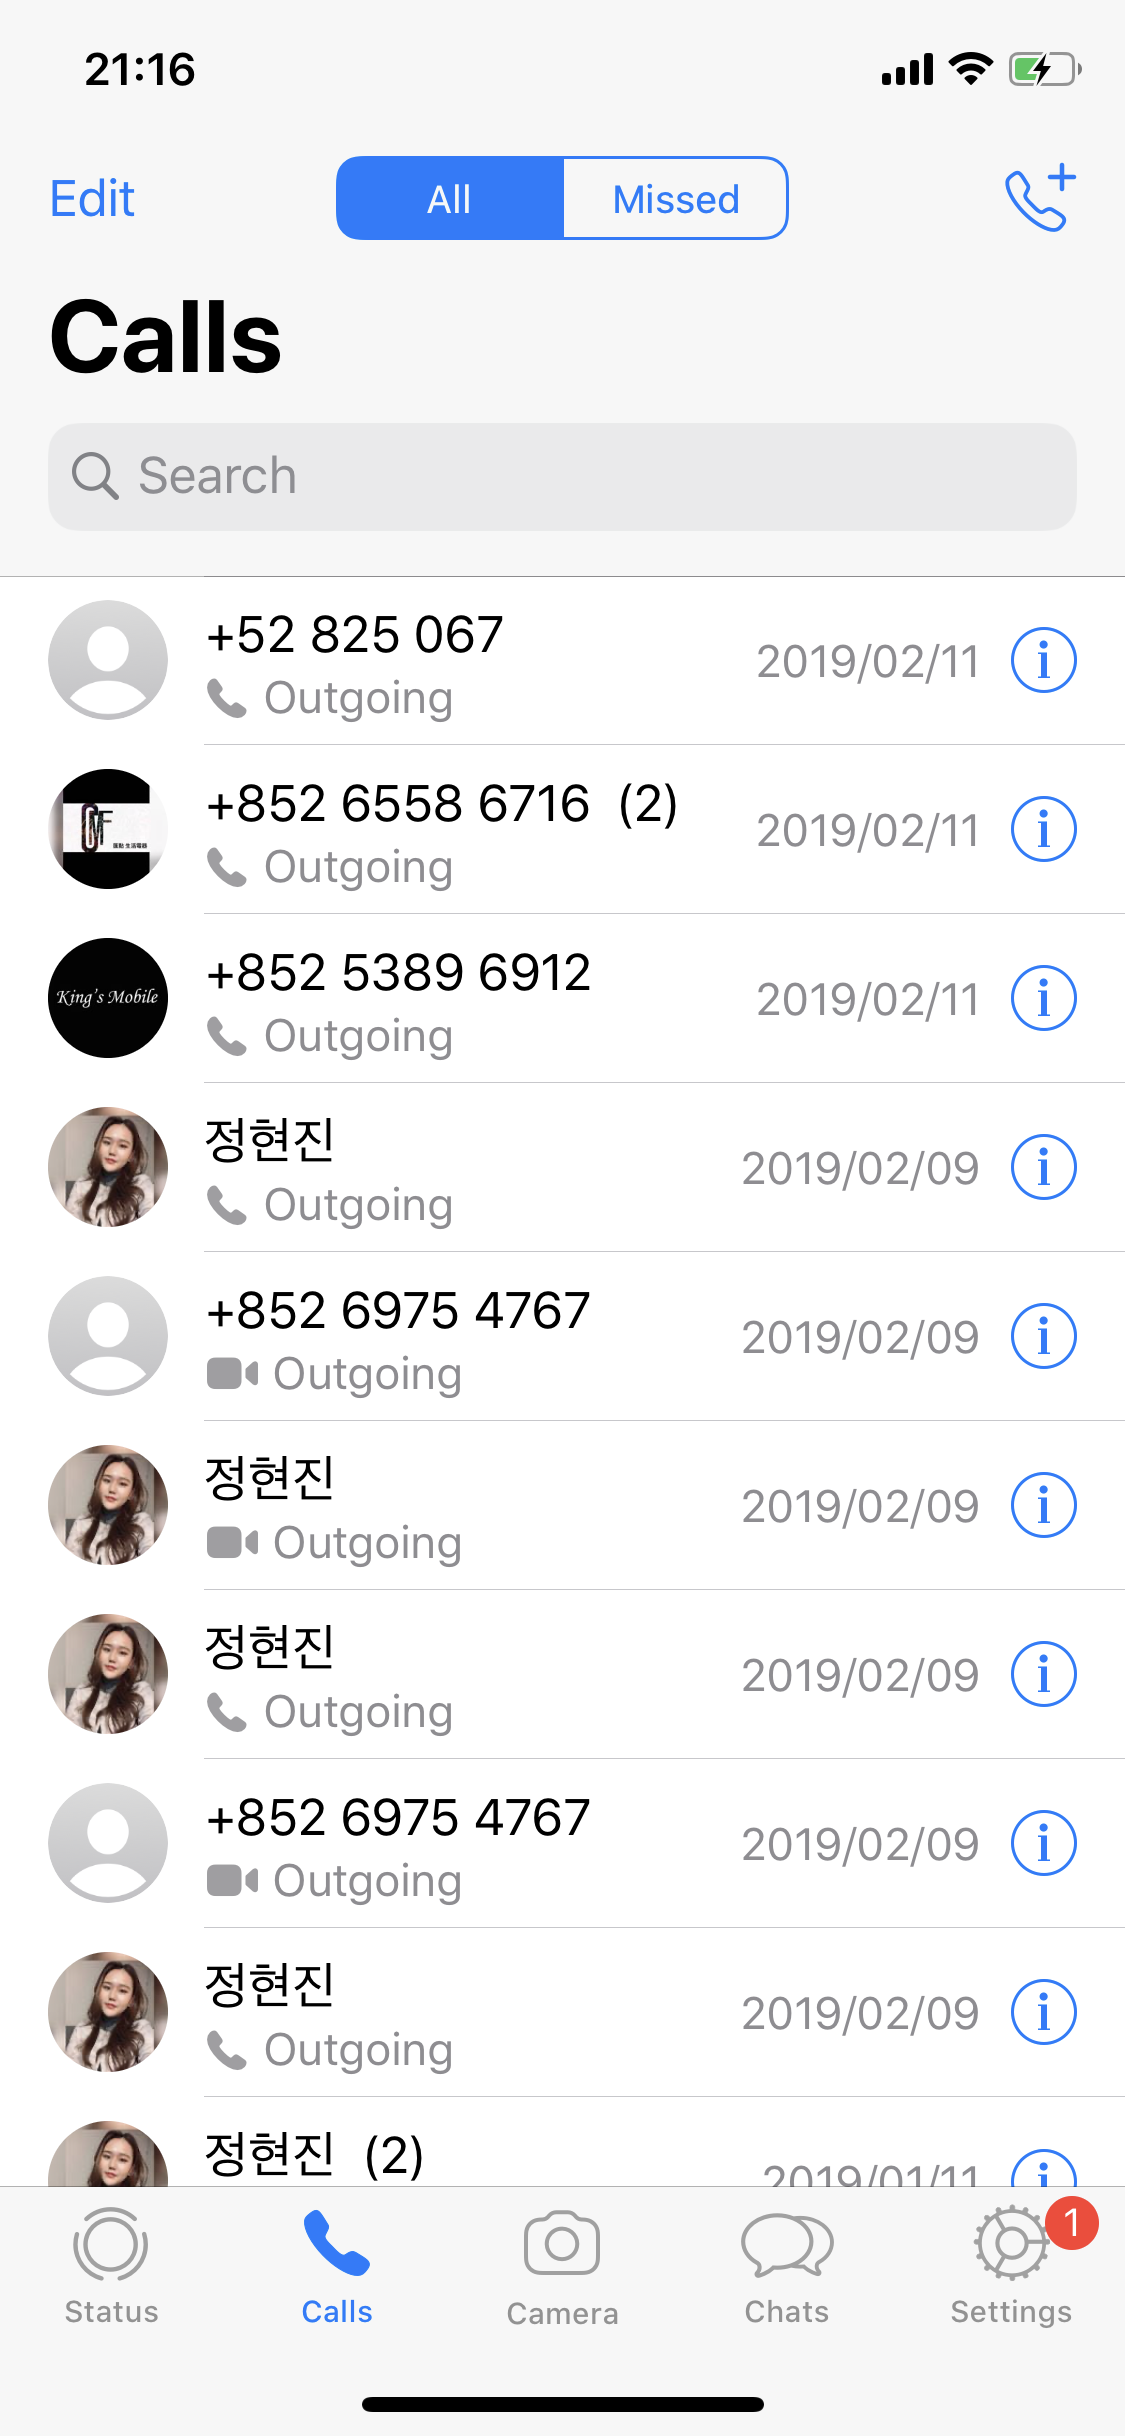 21:16
Edit
All
Missed
Calls
Search
+52 825 067
Outgoing
2019/02/11
+852 6558 6716 (2)
Outgoing
2019/02/11
King's Mobile
+852 5389 6912
Outgoing
2019/02/11
정현진
Outgoing
2019/02/09
+852 6975 4767
Outgoing
2019/02/09
정현진
Outgoing
2019/02/09
정현진
Outgoing
2019/02/09
+852 6975 4767
Outgoing
2019/02/09
정현진
Outgoing
2019/02/09
정현진 (2)
2019/01/11
Status
Calls
Camera
Chats
Settings
1